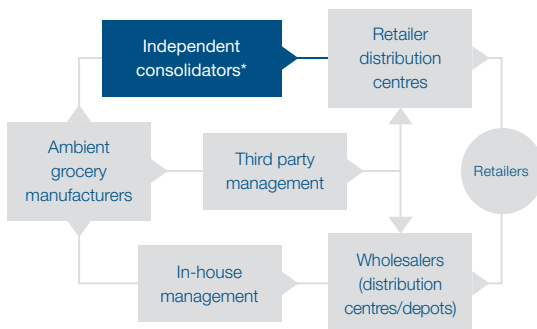 Independent
consolidators*
Retailer
distribution
centres
Ambient
grocery
manufacturers
Third party
management
Retailers
In-house
management
Wholesalers
(distribution
centres/depots)